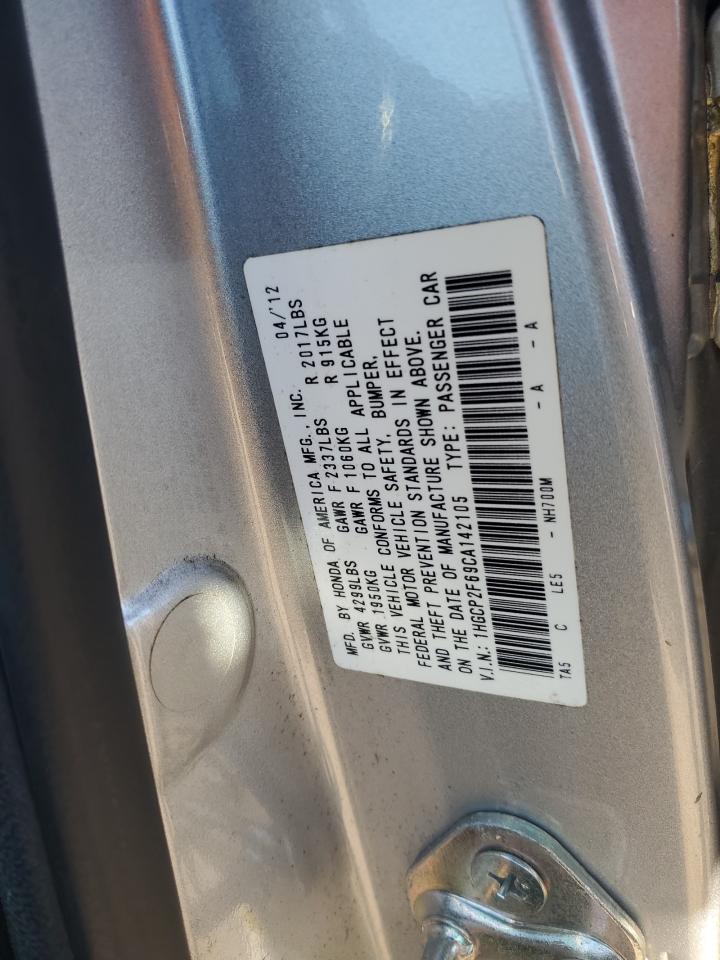 MFD. BY HONDA OF AMERICA MFG., INC. 04/'12
GVWR 4299LBS GAWR F 2337LBS R 2017LBS
GVWR 1950KG GAWR F 1060KG R 915KG
THIS VEHICLE CONFORMS TO ALL APPLICABLE
FEDERAL MOTOR VEHICLE SAFETY, BUMPER,
AND THEFT PREVENTION STANDARDS IN EFFECT
ON THE DATE OF MANUFACTURE SHOWN ABOVE.
V.I.N.: 1HGCP2F69CA142105 TYPE: PASSENGER CAR
TA5 C LE5 - NH700M - A - A